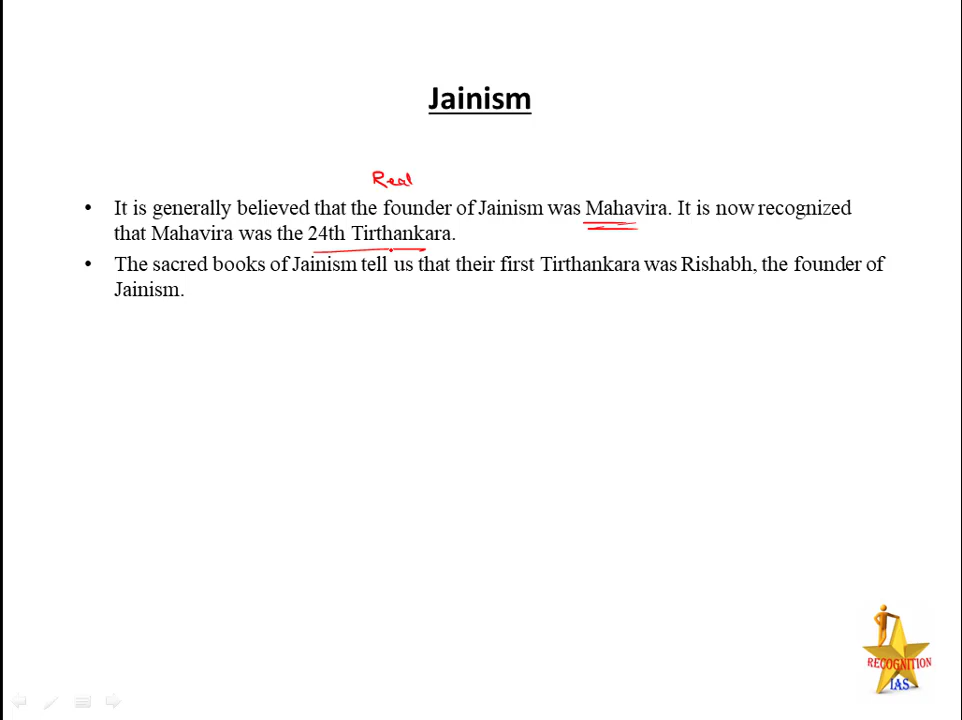 Jainism
Real
• It is generally believed that the founder of Jainism was Mahavira. It is now recognized
that Mahavira was the 24th Tirthankara.
• The sacred books of Jainism tell us that their first Tirthankara was Rishabh, the founder of
Jainism.
RECOGNITION
IAS